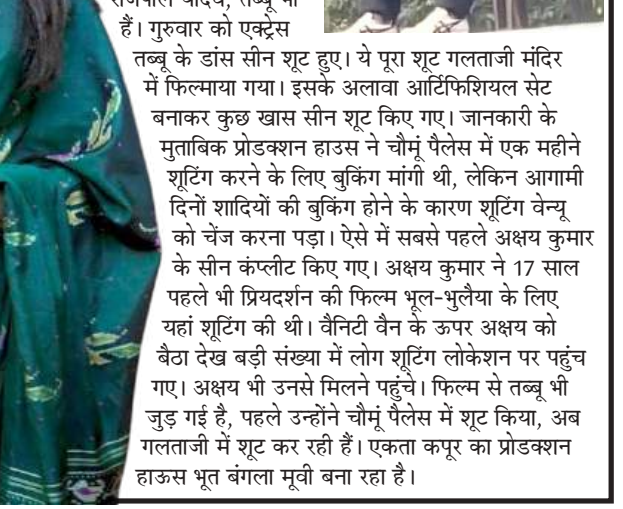 राजपाल यादव, तब्बू भी
हैं। गुरुवार को एक्ट्रेस
तब्बू के डांस सीन शूट हुए। ये पूरा शूट गलताजी मंदिर
में फिल्माया गया। इसके अलावा आर्टिफिशियल सेट
बनाकर कुछ खास सीन शूट किए गए। जानकारी के
मुताबिक प्रोडक्शन हाउस ने चौमूं पैलेस में एक महीने
शूटिंग करने के लिए बुकिंग मांगी थी, लेकिन आगामी
दिनों शादियों की बुकिंग होने के कारण शूटिंग वेन्यू
को चेंज करना पड़ा। ऐसे में सबसे पहले अक्षय कुमार
के सीन कंप्लीट किए गए। अक्षय कुमार ने 17 साल
पहले भी प्रियदर्शन की फिल्म भूल-भुलैया के लिए
यहां शूटिंग की थी। वैनिटी वैन के ऊपर अक्षय को
बैठा देख बड़ी संख्या में लोग शूटिंग लोकेशन पर पहुंच
गए। अक्षय भी उनसे मिलने पहुंचे। फिल्म से तब्बू भी
जुड़ गई है, पहले उन्होंने चौमूं पैलेस में शूट किया, अब
गलताजी में शूट कर रही हैं। एकता कपूर का प्रोडक्शन
हाऊस भूत बंगला मूवी बना रहा है।